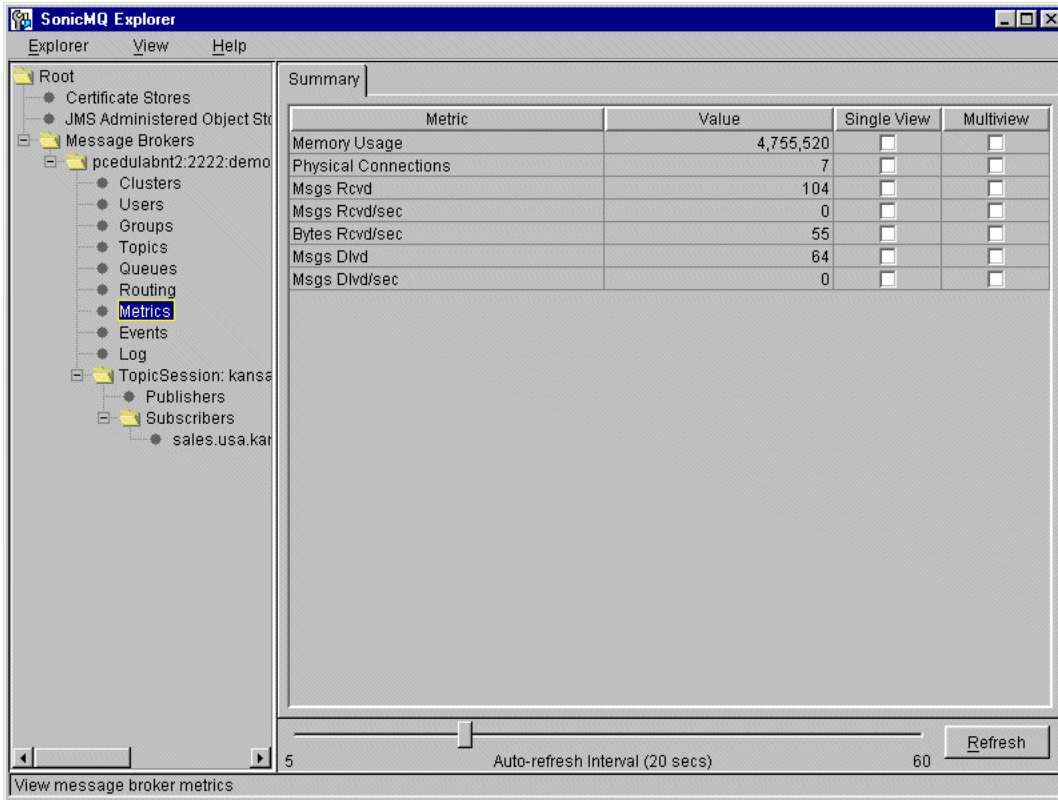 SonicMQ Explorer
Explorer View Help
Root
Certificate Stores
JMS Administered Object Sto
Message Brokers
pcedulabnt2:2222:demo
Clusters
Users
Groups
Topics
Queues
Routing
Metrics
Events
Log
TopicSession: kansa
Publishers
Subscribers
sales.usa.kan
Summary
Metric Value Single View Multiview
Memory Usage 4,755,520
Physical Connections 7
Msgs Rcvd 104
Msgs Rcvd/sec 0
Bytes Rcvd/sec 55
Msgs Dlvd 64
Msgs Dlvd/sec 0
5 Auto-refresh Interval (20 secs) 60
Refresh
View message broker metrics